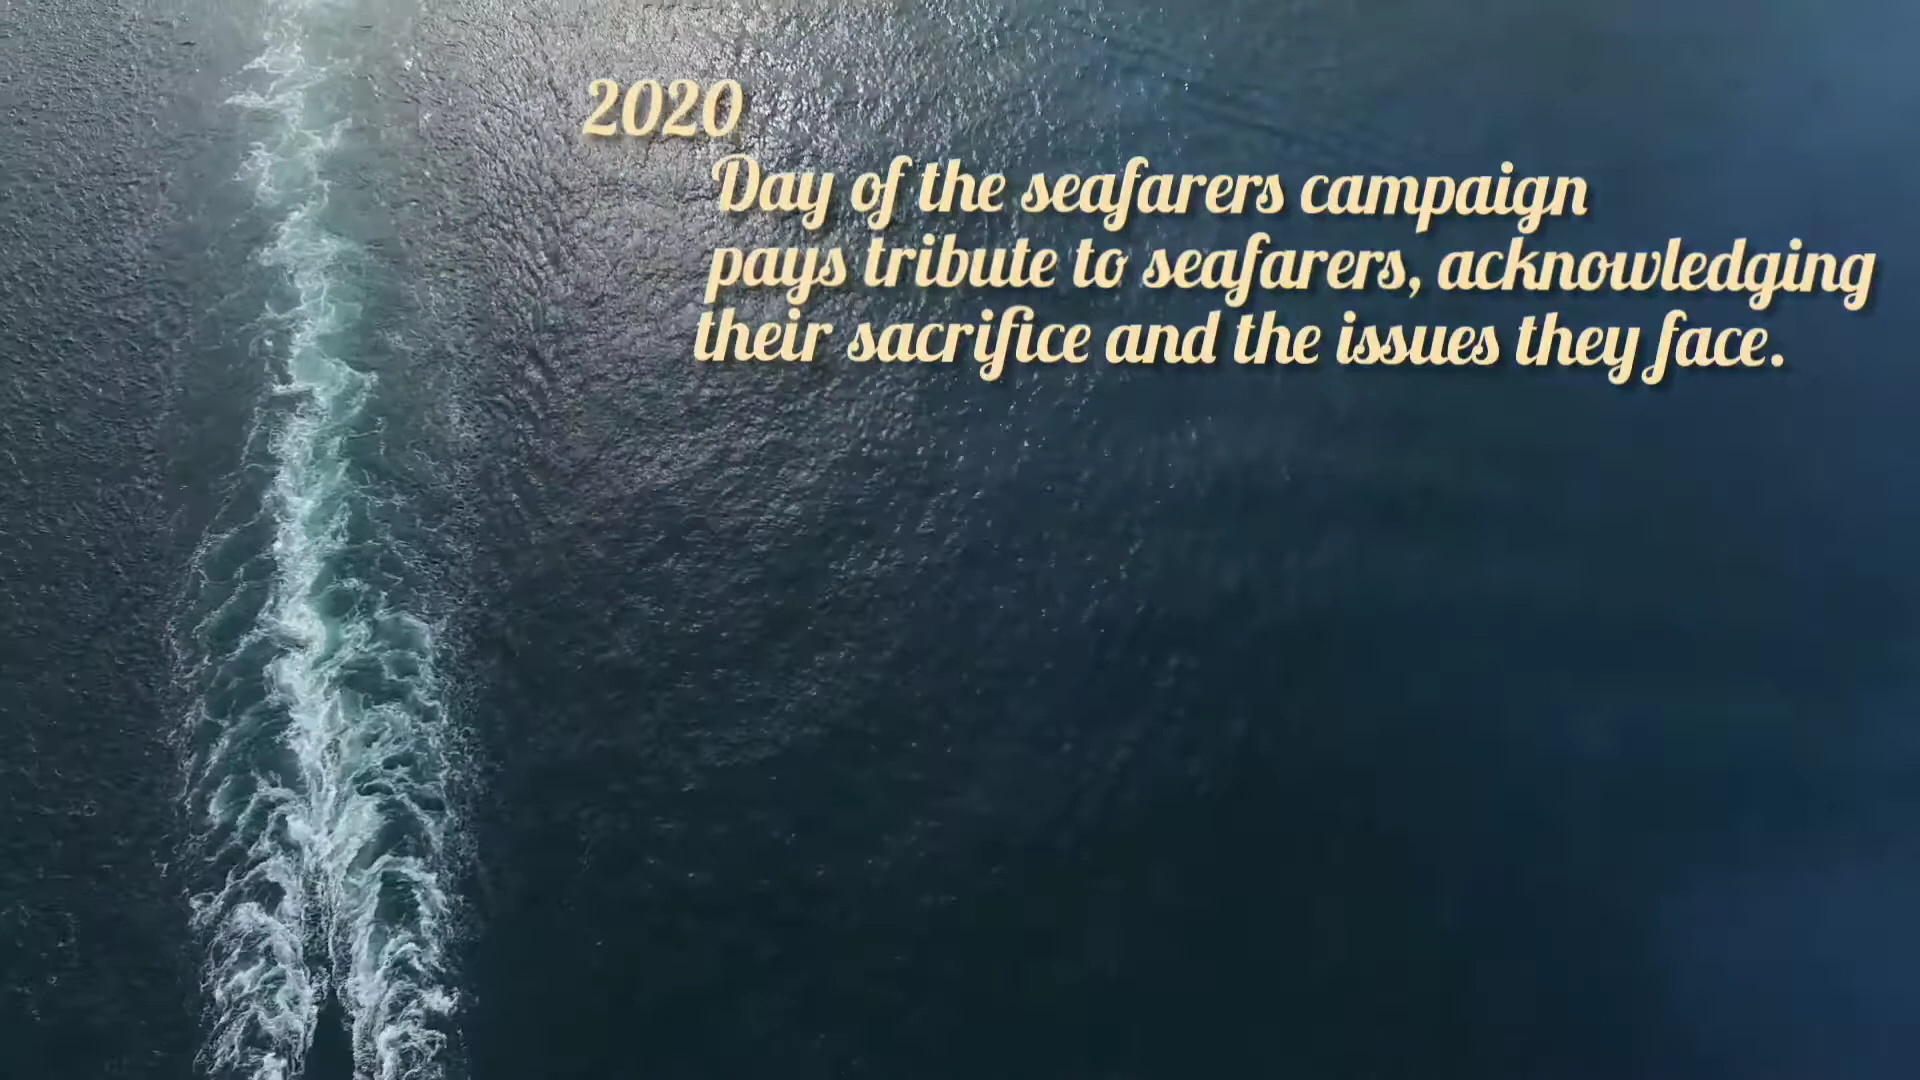 2020
Day of the seafarers campaign
pays tribute to seafarers, acknowledging
their sacrifice and the issues they face.